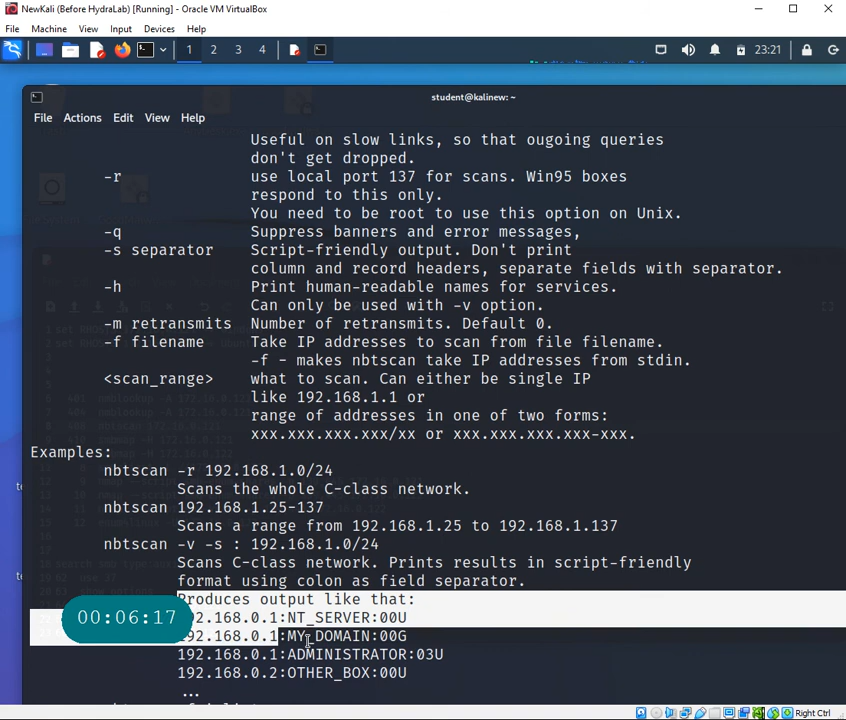 NewKali (Before HydraLab) [Running] - Oracle VM VirtualBox
File Machine View Input Devices Help
1 2 3 4 23:21
student@kalinew: ~
File Actions Edit View Help
Useful on slow links, so that ougoing queries
don't get dropped.
-r use local port 137 for scans. Win95 boxes
respond to this only.
You need to be root to use this option on Unix.
-q Suppress banners and error messages,
-s separator Script-friendly output. Don't print
column and record headers, separate fields with separator.
-h Print human-readable names for services.
Can only be used with -v option.
-m retransmits Number of retransmits. Default 0.
-f filename Take IP addresses to scan from file filename.
-f - makes nbtscan take IP addresses from stdin.
<scan_range> what to scan. Can either be single IP
like 192.168.1.1 or
range of addresses in one of two forms:
xxx.xxx.xxx.xxx/xx or xxx.xxx.xxx.xxx-xxx.
Examples:
nbtscan -r 192.168.1.0/24
Scans the whole C-class network.
nbtscan 192.168.1.25-137
Scans a range from 192.168.1.25 to 192.168.1.137
nbtscan -v -s : 192.168.1.0/24
Scans C-class network. Prints results in script-friendly
format using colon as field separator.
Produces output like that:
192.168.0.1:NT_SERVER:00U
192.168.0.1:MY_DOMAIN:00G
192.168.0.1:ADMINISTRATOR:03U
192.168.0.2:OTHER_BOX:00U
...
00:06:17
Right Ctrl